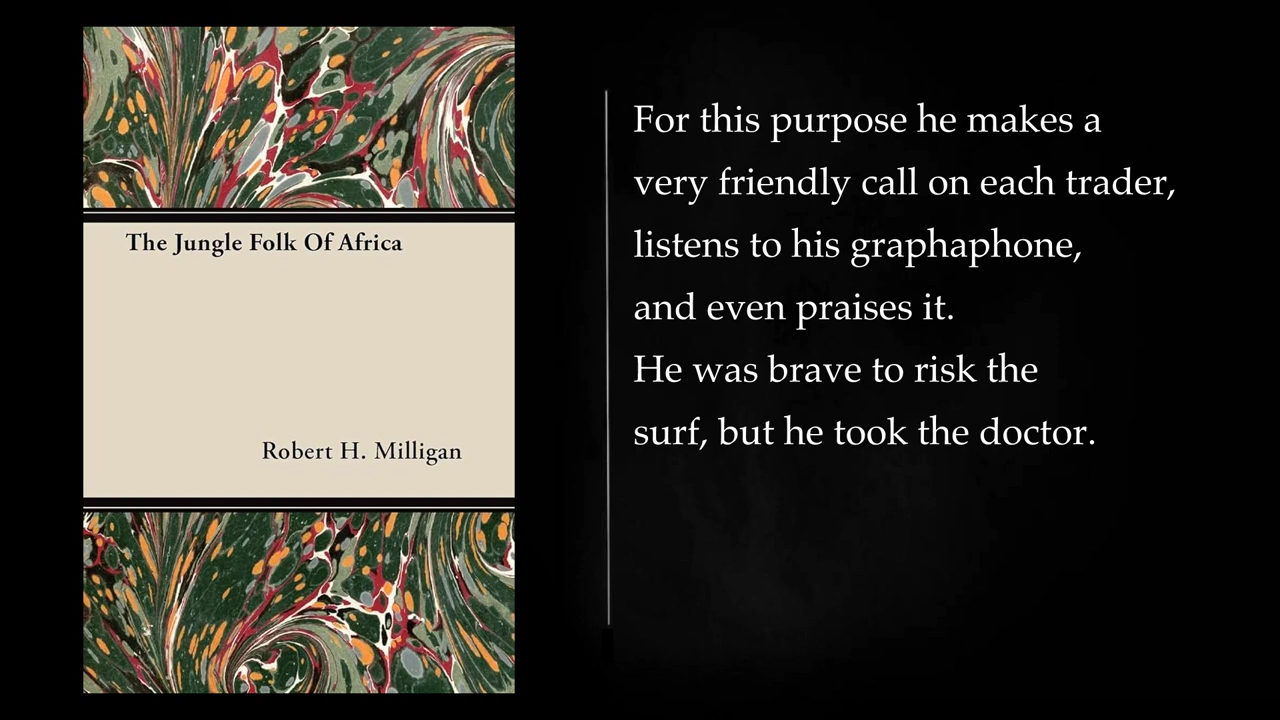 The Jungle Folk Of Africa
Robert H. Milligan
For this purpose he makes a
very friendly call on each trader,
listens to his graphaphone,
and even praises it.
He was brave to risk the
surf, but he took the doctor.